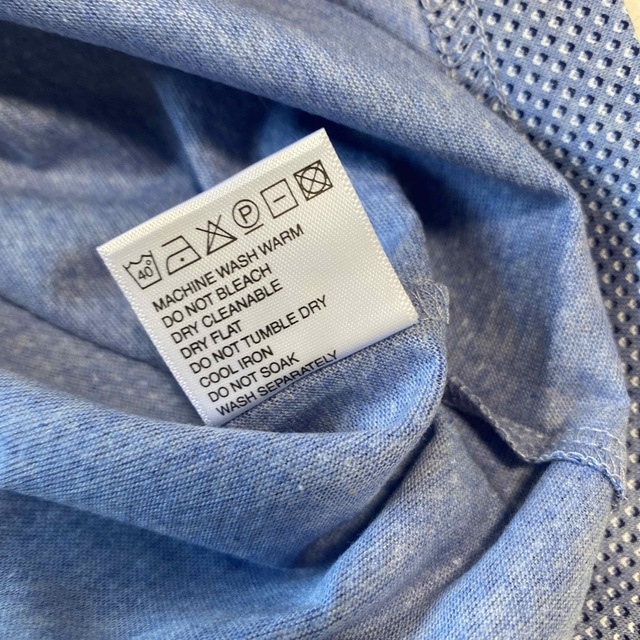 40 P
MACHINE WASH WARM
DO NOT BLEACH
DRY CLEANABLE
DRY FLAT
DO NOT TUMBLE DRY
COOL IRON
DO NOT SOAK
WASH SEPARATELY